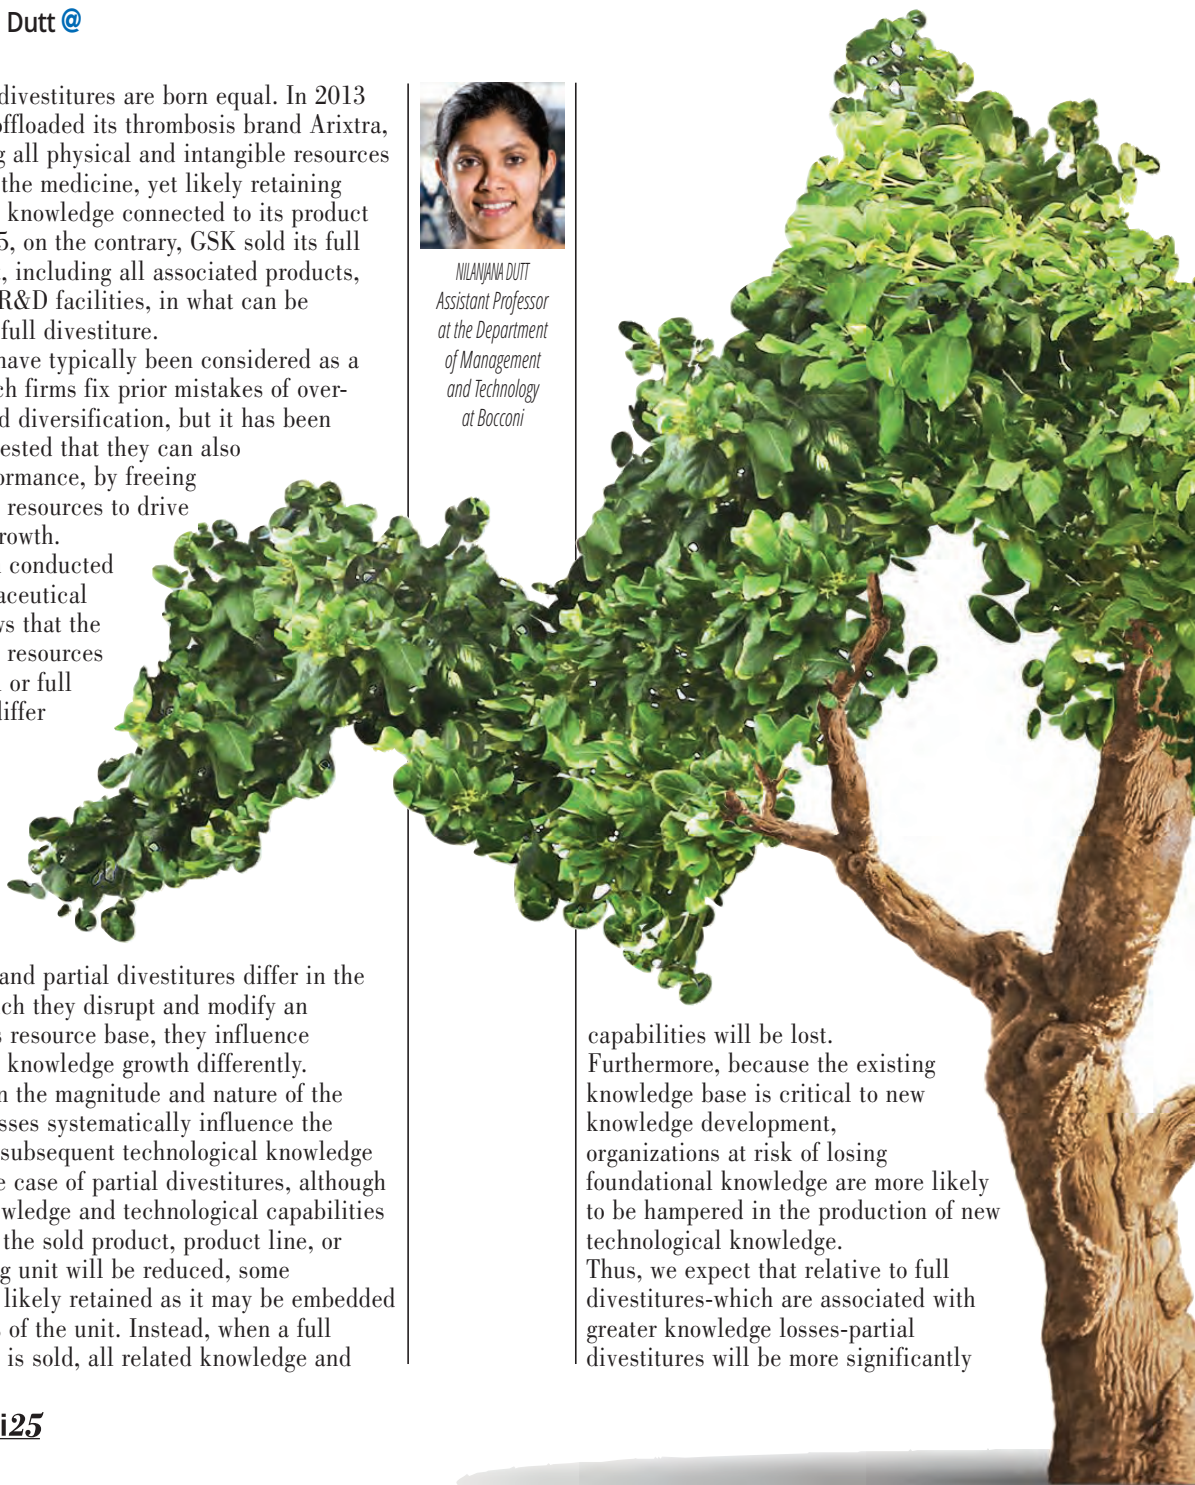 Dutt @
divestitures are born equal. In 2013
offloaded its thrombosis brand Arixtra,
g all physical and intangible resources
the medicine, yet likely retaining
knowledge connected to its product
5, on the contrary, GSK sold its full
, including all associated products,
R&D facilities, in what can be
full divestiture.
have typically been considered as a
ch firms fix prior mistakes of over-
d diversification, but it has been
ested that they can also
ormance, by freeing
resources to drive
rowth.
conducted
aceutical
ws that the
resources
or full
differ
and partial divestitures differ in the
ch they disrupt and modify an
s resource base, they influence
knowledge growth differently.
n the magnitude and nature of the
sses systematically influence the
subsequent technological knowledge
e case of partial divestitures, although
wledge and technological capabilities
the sold product, product line, or
g unit will be reduced, some
likely retained as it may be embedded
of the unit. Instead, when a full
is sold, all related knowledge and
NILANJANA DUTT
Assistant Professor
at the Department
of Management
and Technology
at Bocconi
capabilities will be lost.
Furthermore, because the existing
knowledge base is critical to new
knowledge development,
organizations at risk of losing
foundational knowledge are more likely
to be hampered in the production of new
technological knowledge.
Thus, we expect that relative to full
divestitures-which are associated with
greater knowledge losses-partial
divestitures will be more significantly
i25